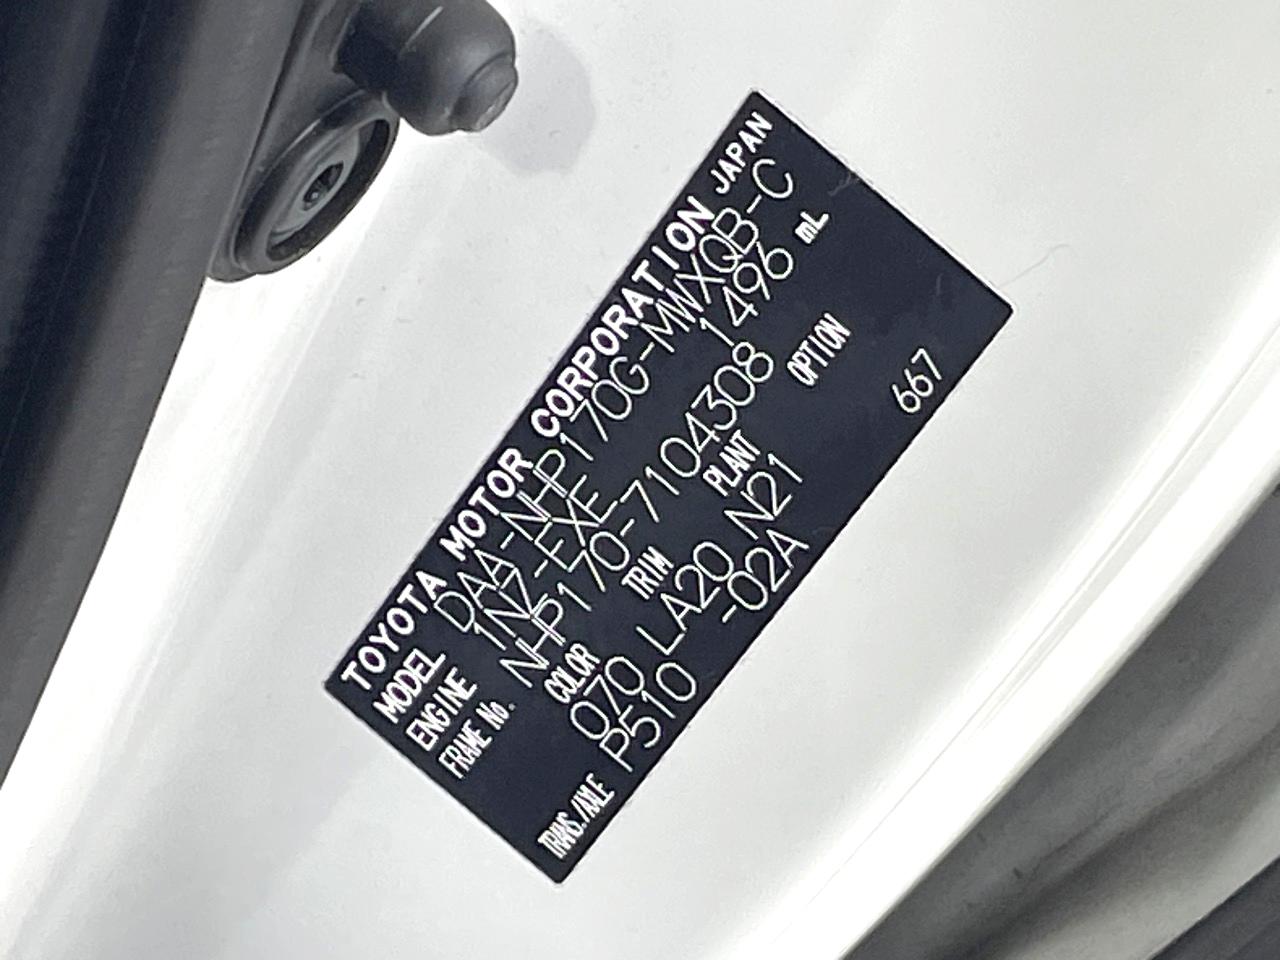 TOYOTA MOTOR CORPORATION JAPAN
MODEL DAA-NHP170G-MWXQB-C
ENGINE 1NZ-EXE 1496 mL
FRAME No. NHP170-7104308
COLOR TRIM PLANT OPTION
070 LA20 N21
TRANS./AXLE P510 -02A 667